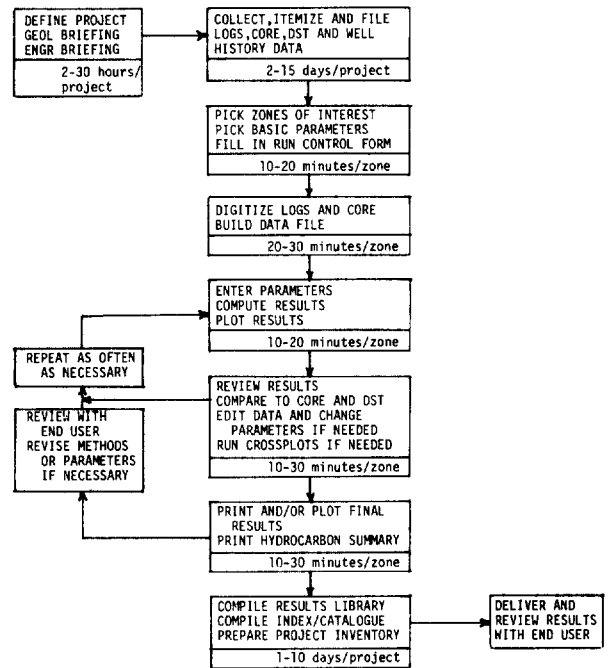 DEFINE PROJECT
GEOL BRIEFING
ENGR BRIEFING
2-30 hours/
project
COLLECT,ITEMIZE AND FILE
LOGS,CORE,DST AND WELL
HISTORY DATA
2-15 days/project
PICK ZONES OF INTEREST
PICK BASIC PARAMETERS
FILL IN RUN CONTROL FORM
10-20 minutes/zone
DIGITIZE LOGS AND CORE
BUILD DATA FILE
20-30 minutes/zone
ENTER PARAMETERS
COMPUTE RESULTS
PLOT RESULTS
10-20 minutes/zone
REPEAT AS OFTEN
AS NECESSARY
REVIEW RESULTS
COMPARE TO CORE AND DST
EDIT DATA AND CHANGE
PARAMETERS IF NEEDED
RUN CROSSPLOTS IF NEEDED
10-30 minutes/zone
REVIEW WITH
END USER
REVISE METHODS
OR PARAMETERS
IF NECESSARY
PRINT AND/OR PLOT FINAL
RESULTS
PRINT HYDROCARBON SUMMARY
10-30 minutes/zone
COMPILE RESULTS LIBRARY
COMPILE INDEX/CATALOGUE
PREPARE PROJECT INVENTORY
1-10 days/project
DELIVER AND
REVIEW RESULTS
WITH END USER